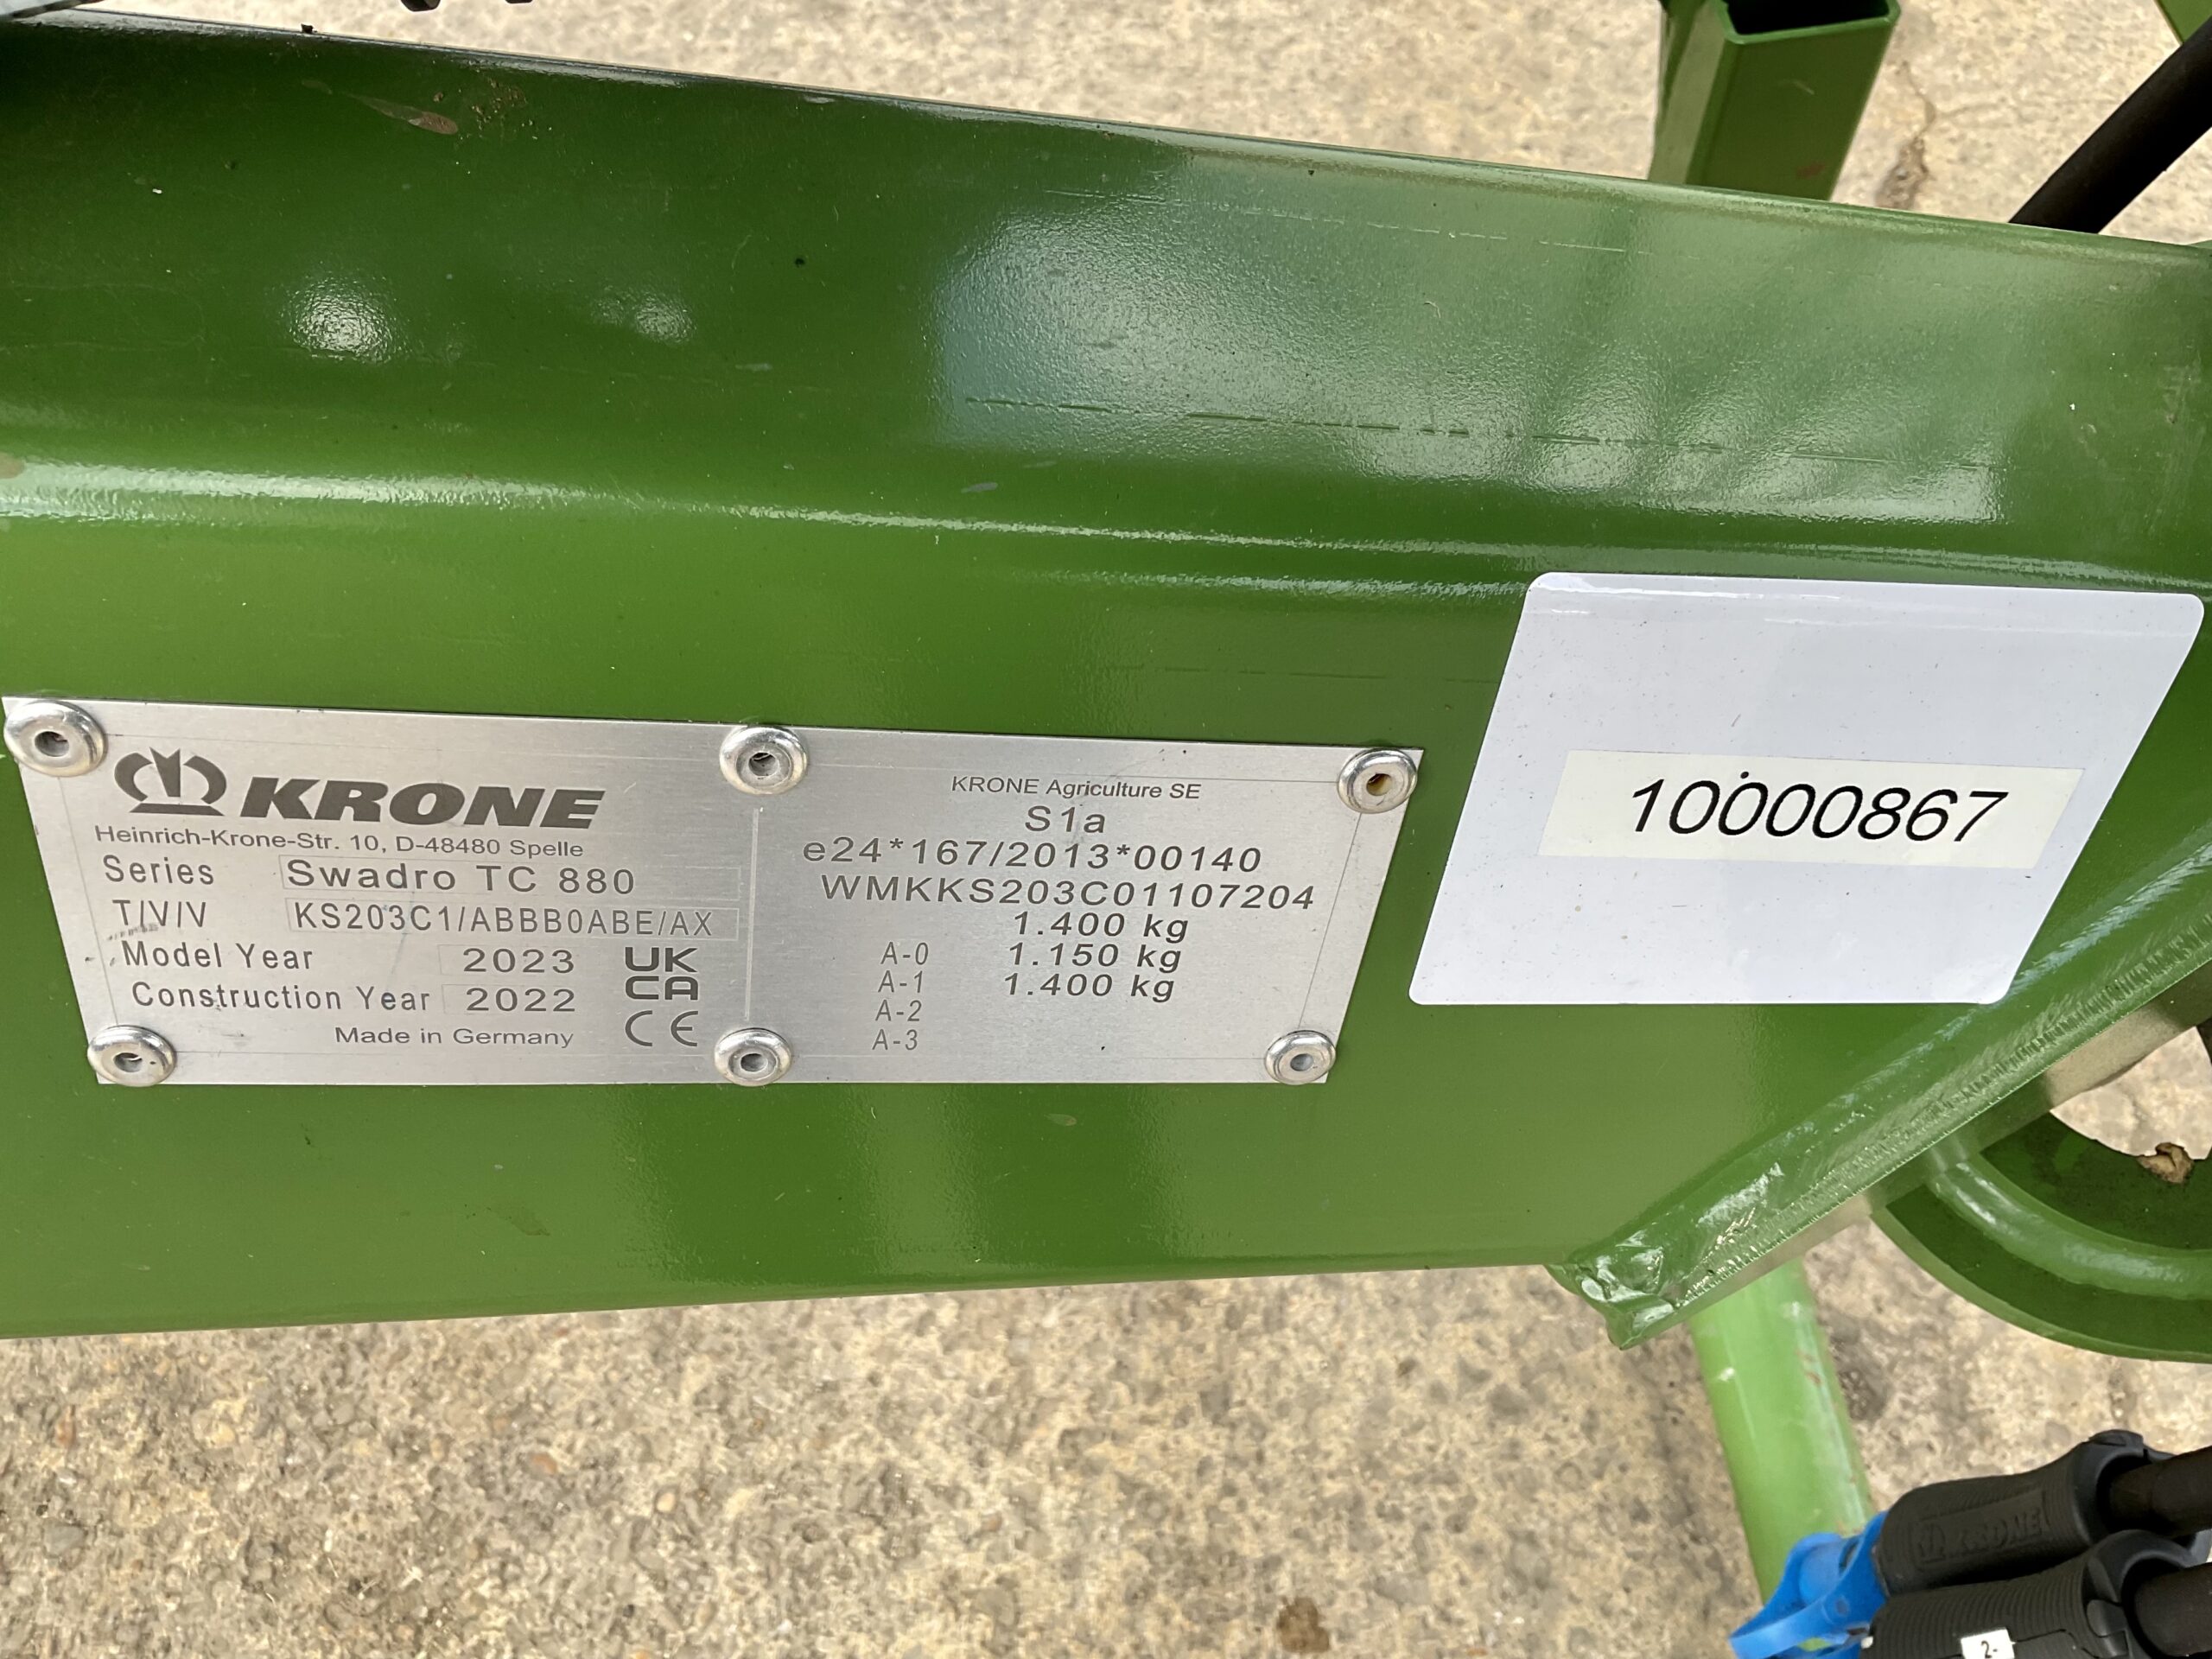 KRONE
Heinrich-Krone-Str. 10, D-48480 Spelle
Series Swadro TC 880
T/V/V KS203C1/ABBB0ABE/AX
Model Year 2023
Construction Year 2022
UK
CA
Made in Germany CE
KRONE Agriculture SE
S1a
e24*167/2013*00140
WMKKS203C01107204
1.400 kg
A-0 1.150 kg
A-1 1.400 kg
A-2
A-3
10000867
KRONE
2-